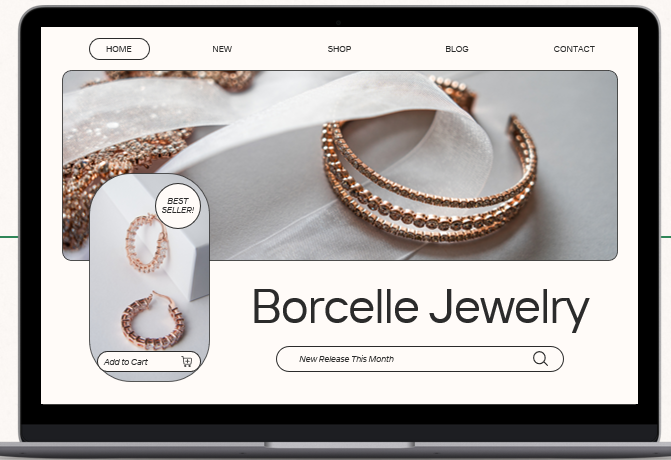 HOME
NEW
SHOP
BLOG
CONTACT
BEST
SELLER!
Add to Cart
Borcelle Jewelry
New Release This Month